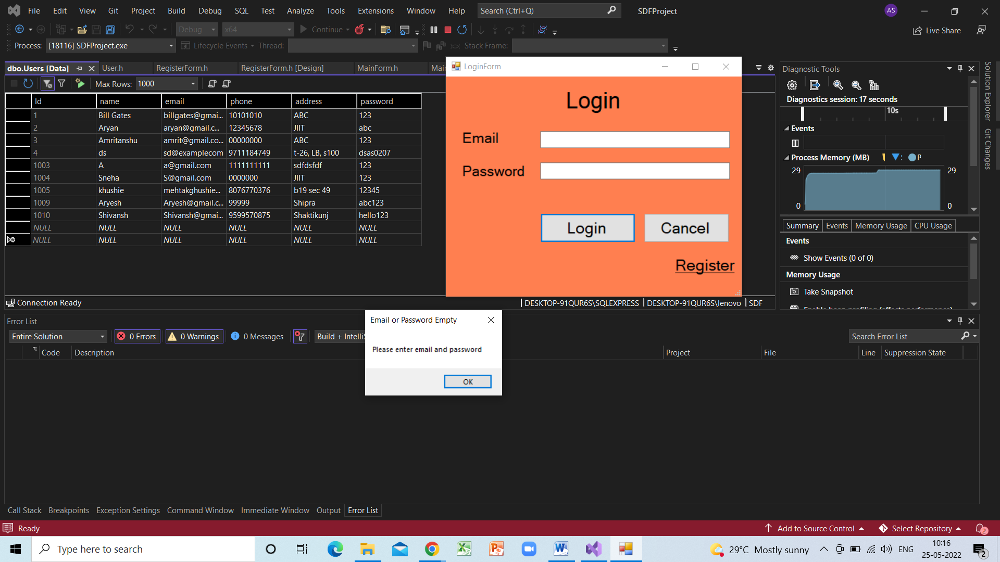 File Edit View Git Project Build Debug SQL Test Analyze Tools Extensions Window Help Search (Ctrl+Q) SDFProject AS
Debug x64 Continue Live Share
Process: [18116] SDFProject.exe Lifecycle Events Thread: Stack Frame:
dbo.Users [Data] User.h RegisterForm.h RegisterForm.h [Design] MainForm.h Mai
Max Rows: 1000
Id name email phone address password
1 Bill Gates billgates@gmai... 10101010 ABC 123
2 Aryan aryan@gmail.c... 12345678 JIIT abc
3 Amritanshu amrit@gmail.co... 00000000 ABC 123
4 ds sd@examplecom 9711184749 t-26, LB, s100 dsas0207
1003 A a@gmail.com 1111111111 sdfdsfdf 123
1004 Sneha S@gmail.com 0000000 JIIT 123
1005 khushie mehtakghushie... 8076770376 b19 sec 49 12345
1009 Aryesh Aryesh@gmail.c... 99999 Shipra abc123
1010 Shivansh Shivansh@gmai... 9599570875 Shaktikunj hello123
NULL NULL NULL NULL NULL NULL
NULL NULL NULL NULL NULL NULL
Connection Ready DESKTOP-91QUR6S\SQLEXPRESS DESKTOP-91QUR6S\lenovo SDF
LoginForm
Login
Email
Password
Login Cancel
Register
Diagnostic Tools
Diagnostics session: 17 seconds
10s
Events
Process Memory (MB) P
29 29
0 0
Summary Events Memory Usage CPU Usage
Events
Show Events (0 of 0)
Memory Usage
Take Snapshot
Solution Explorer
Git Changes
Email or Password Empty
Please enter email and password
OK
Error List
Entire Solution 0 Errors 0 Warnings 0 Messages Build + IntelliS Search Error List
Code Description Project File Line Suppression State
Call Stack Breakpoints Exception Settings Command Window Immediate Window Output Error List
Ready Add to Source Control Select Repository 2
Type here to search 29°C Mostly sunny ENG 10:16
25-05-2022 2